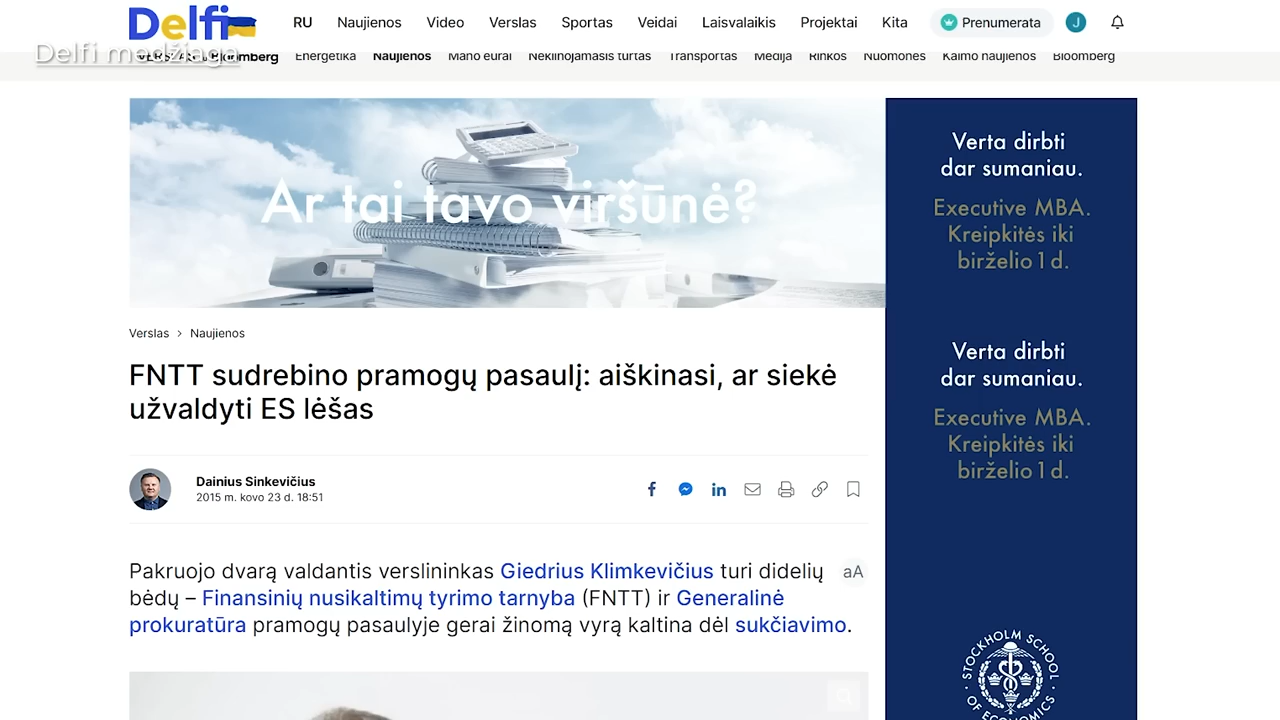 Delfi
RU Naujienos Video Verslas Sportas Veidai Laisvalaikis Projektai Kita Prenumerata J
Delfi medžiaga
Bloomberg Energetika Naujienos Mano eurai Nekilnojamasis turtas Transportas Medija Rinkos Nuomonės Kaimo naujienos Bloomberg
Ar tai tavo viršūnė?
Verta dirbti
dar sumaniau.
Executive MBA.
Kreipkitės iki
birželio 1 d.
Verslas > Naujienos
FNTT sudrebino pramogų pasaulį: aiškinasi, ar siekė
užvaldyti ES lėšas
Dainius Sinkevičius
2015 m. kovo 23 d. 18:51
Pakruojo dvarą valdantis verslininkas Giedrius Klimkevičius turi didelių aA
bėdų – Finansinių nusikaltimų tyrimo tarnyba (FNTT) ir Generalinė
prokuratūra pramogų pasaulyje gerai žinomą vyrą kaltina dėl sukčiavimo.
Verta dirbti
dar sumaniau.
Executive MBA.
Kreipkitės iki
birželio 1 d.
STOCKHOLM SCHOOL
OF ECONOMICS